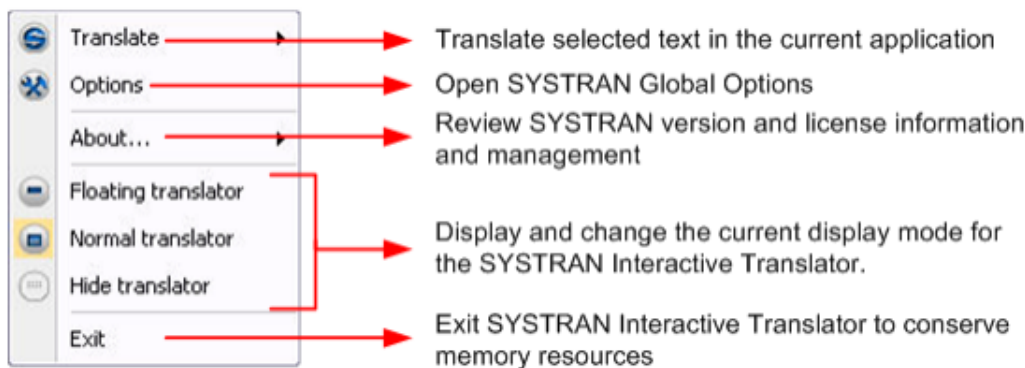 Translate
Translate selected text in the current application
Options
Open SYSTRAN Global Options
About...
Review SYSTRAN version and license information
and management
Floating translator
Normal translator
Hide translator
Display and change the current display mode for
the SYSTRAN Interactive Translator.
Exit
Exit SYSTRAN Interactive Translator to conserve
memory resources